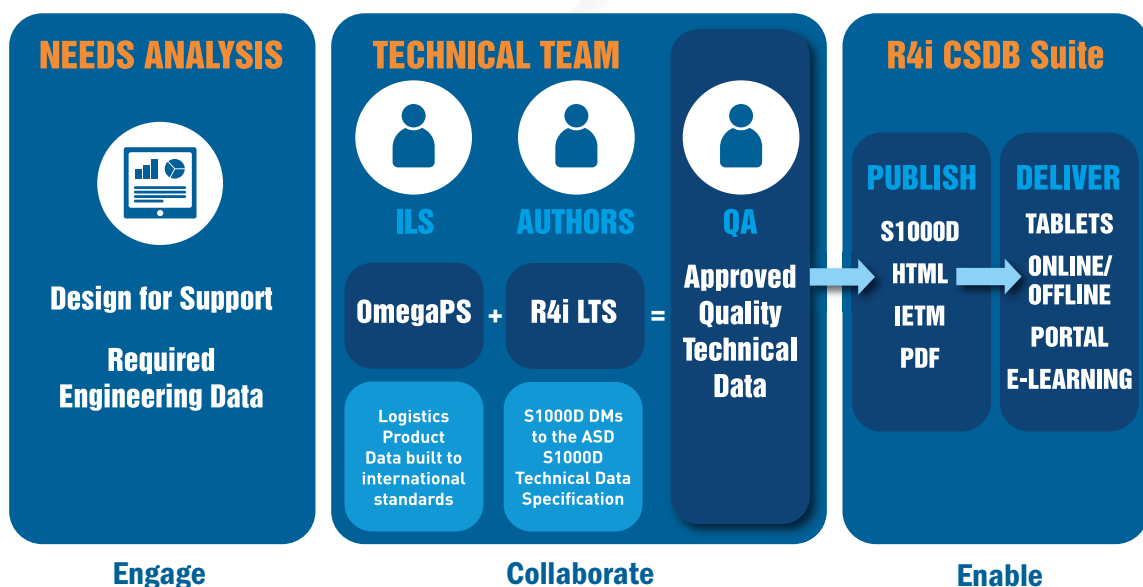 NEEDS ANALYSIS
Design for Support
Required
Engineering Data
Engage
TECHNICAL TEAM
ILS
AUTHORS
QA
OmegaPS
+
R4i LTS
=
Approved
Quality
Technical
Data
Logistics
Product
Data built to
international
standards
S1000D DMs
to the ASD
S1000D
Technical Data
Specification
Collaborate
R4i CSDB Suite
PUBLISH
S1000D
HTML
IETM
PDF
DELIVER
TABLETS
ONLINE/
OFFLINE
PORTAL
E-LEARNING
Enable